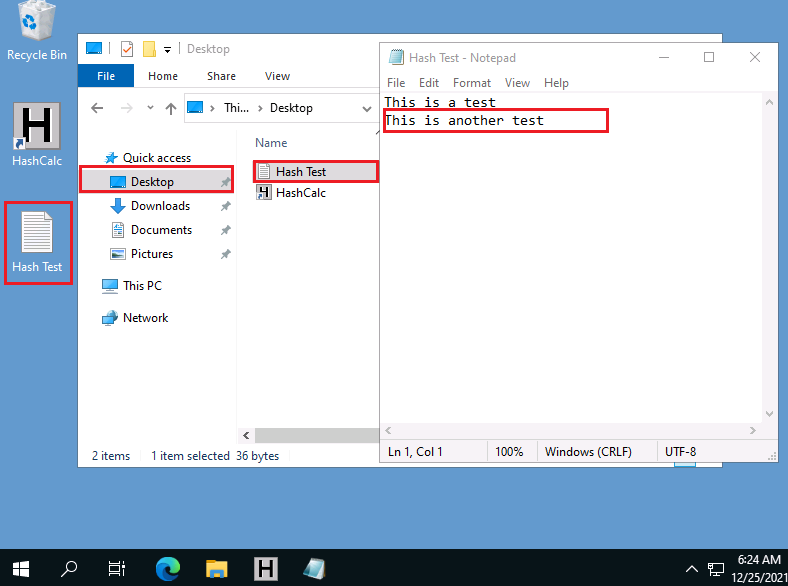 Recycle Bin
HashCalc
Hash Test
Desktop
File Home Share View
Thi... Desktop
Quick access
Desktop
Downloads
Documents
Pictures
This PC
Network
Name
Hash Test
HashCalc
2 items 1 item selected 36 bytes
Hash Test - Notepad
File Edit Format View Help
This is a test
This is another test
Ln 1, Col 1 100% Windows (CRLF) UTF-8
6:24 AM
12/25/2021